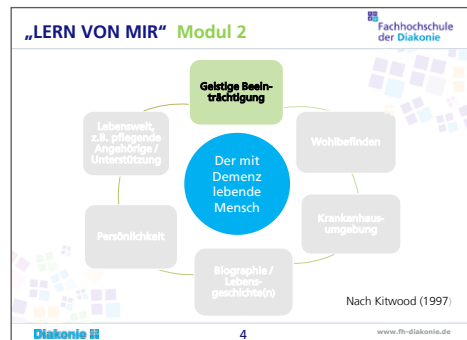 „LERN VON MIR“ Modul 2
Fachhochschule
der Diakonie
Geistige Beein-
trächtigung
Lebenswelt,
z.B. pflegende
Angehörige /
Unterstützung
Wohlbefinden
Der mit
Demenz
lebende
Mensch
Persönlichkeit
Krankenhaus-
umgebung
Biographie /
Lebens-
geschichte(n)
Nach Kitwood (1997)
Diakonie
4
www.fh-diakonie.de